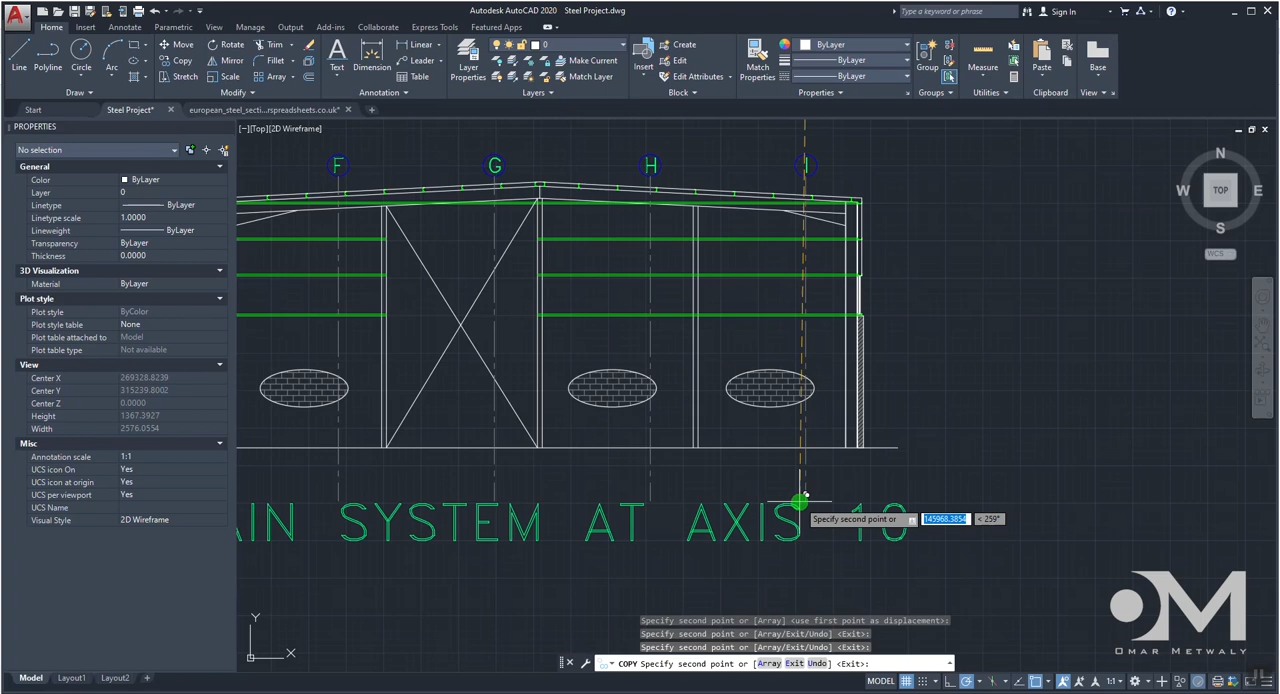 Autodesk AutoCAD 2020 Steel Project.dwg
Type a keyword or phrase
Sign In
Home Insert Annotate Parametric View Manage Output Add-ins Collaborate Express Tools Featured Apps
Line Polyline Circle Arc
Move Rotate Trim
Copy Mirror Fillet
Stretch Scale Array
Text Dimension
Linear
Leader
Table
Layer Properties
0
Make Current
Match Layer
Insert
Create
Edit
Edit Attributes
Match Properties
ByLayer
ByLayer
ByLayer
Group
Measure
Paste
Base
Draw Modify Annotation Layers Block Properties Groups Utilities Clipboard View
Start Steel Project* european_steel_secti...rspreadsheets.co.uk*
PROPERTIES
[−][Top][2D Wireframe]
No selection
General
Color ByLayer
Layer 0
Linetype ByLayer
Linetype scale 1.0000
Lineweight ByLayer
Transparency ByLayer
Thickness 0.0000
3D Visualization
Material ByLayer
Plot style
Plot style ByColor
Plot style table None
Plot table attached to Model
Plot table type Not available
View
Center X 269328.8239
Center Y 315239.8002
Center Z 0.0000
Height 1367.3927
Width 2576.0554
Misc
Annotation scale 1:1
UCS icon On Yes
UCS icon at origin Yes
UCS per viewport Yes
UCS Name
Visual Style 2D Wireframe
F G H I
N
W TOP E
S
WCS
AIN SYSTEM AT AXIS 10
Specify second point or 145968.3854 < 259°
Y
X
Specify second point or [Array] <use first point as displacement>:
Specify second point or [Array/Exit/Undo] <Exit>:
Specify second point or [Array/Exit/Undo] <Exit>:
COPY Specify second point or [Array Exit Undo] <Exit>:
OM
OMAR METWALY
Model Layout1 Layout2 +
MODEL
1:1